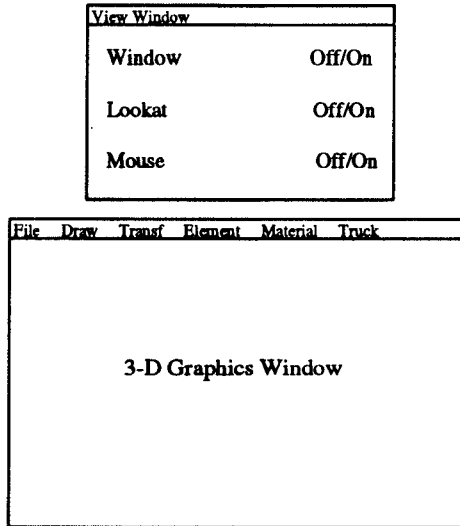 View Window
Window Off/On
Lookat Off/On
Mouse Off/On
File Draw Transf Element Material Truck
3-D Graphics Window